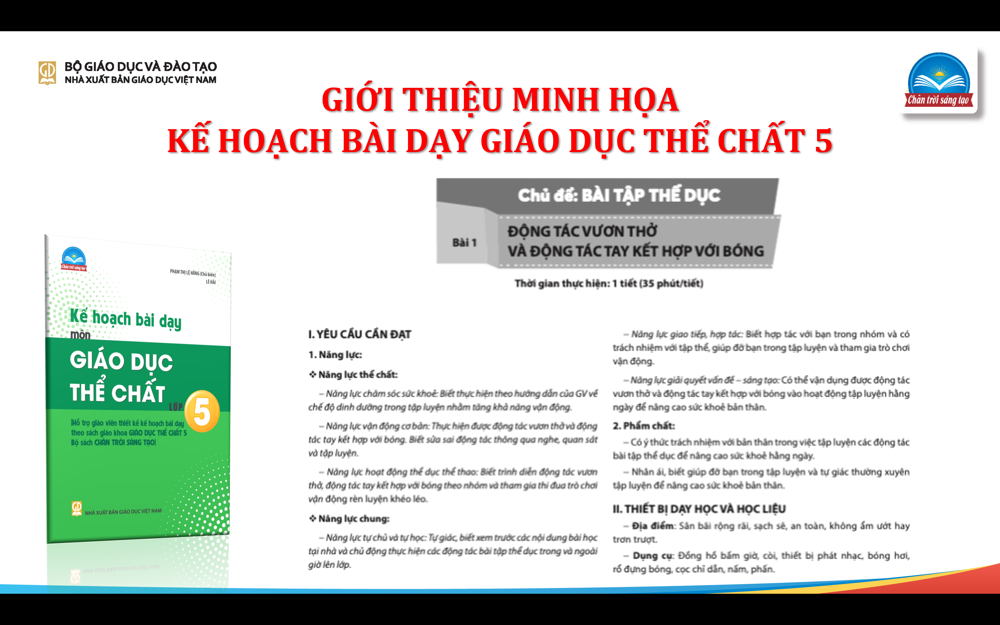 BỘ GIÁO DỤC VÀ ĐÀO TẠO
NHÀ XUẤT BẢN GIÁO DỤC VIỆT NAM
Chân trời sáng tạo
GIỚI THIỆU MINH HỌA
KẾ HOẠCH BÀI DẠY GIÁO DỤC THỂ CHẤT 5
Chân trời sáng tạo
PHẠM THỊ LỆ HẰNG (Chủ biên)
LÊ HẢI
Kế hoạch bài dạy
môn
GIÁO DỤC
THỂ CHẤT
LỚP 5
|Hỗ trợ giáo viên thiết kế kế hoạch bài dạy
theo sách giáo khoa GIÁO DỤC THỂ CHẤT 5
Bộ sách CHÂN TRỜI SÁNG TẠO|
NHÀ XUẤT BẢN GIÁO DỤC VIỆT NAM
Chủ đề: BÀI TẬP THỂ DỤC
Bài 1
ĐỘNG TÁC VƯƠN THỞ
VÀ ĐỘNG TÁC TAY KẾT HỢP VỚI BÓNG
Thời gian thực hiện: 1 tiết (35 phút/tiết)
I. YÊU CẦU CẦN ĐẠT
1. Năng lực:
❖ Năng lực thể chất:
– Năng lực chăm sóc sức khoẻ: Biết thực hiện theo hướng dẫn của GV về
chế độ dinh dưỡng trong tập luyện nhằm tăng khả năng vận động.
– Năng lực vận động cơ bản: Thực hiện được động tác vươn thở và động
tác tay kết hợp với bóng. Biết sửa sai động tác thông qua nghe, quan sát
và tập luyện.
– Năng lực hoạt động thể dục thể thao: Biết trình diễn động tác vươn
thở, động tác tay kết hợp với bóng theo nhóm và tham gia thi đua trò chơi
vận động rèn luyện khéo léo.
❖ Năng lực chung:
– Năng lực tự chủ và tự học: Tự giác, biết xem trước các nội dung bài học
tại nhà và chủ động thực hiện các động tác bài tập thể dục trong và ngoài
giờ lên lớp.
– Năng lực giao tiếp, hợp tác: Biết hợp tác với bạn trong nhóm và có
trách nhiệm với tập thể, giúp đỡ bạn trong tập luyện và tham gia trò chơi
vận động.
– Năng lực giải quyết vấn đề – sáng tạo: Có thể vận dụng được động tác
vươn thở và động tác tay kết hợp với bóng vào hoạt động tập luyện hằng
ngày để nâng cao sức khoẻ bản thân.
2. Phẩm chất:
– Có ý thức trách nhiệm với bản thân trong việc tập luyện các động tác
bài tập thể dục để nâng cao sức khoẻ hằng ngày.
– Nhân ái, biết giúp đỡ bạn trong tập luyện và tự giác thường xuyên
tập luyện để nâng cao sức khoẻ bản thân.
II. THIẾT BỊ DẠY HỌC VÀ HỌC LIỆU
– Địa điểm: Sân bãi rộng rãi, sạch sẽ, an toàn, không ẩm ướt hay
trơn trượt.
– Dụng cụ: Đồng hồ bấm giờ, còi, thiết bị phát nhạc, bóng hơi,
rổ đựng bóng, cọc chỉ dẫn, nấm, phấn.